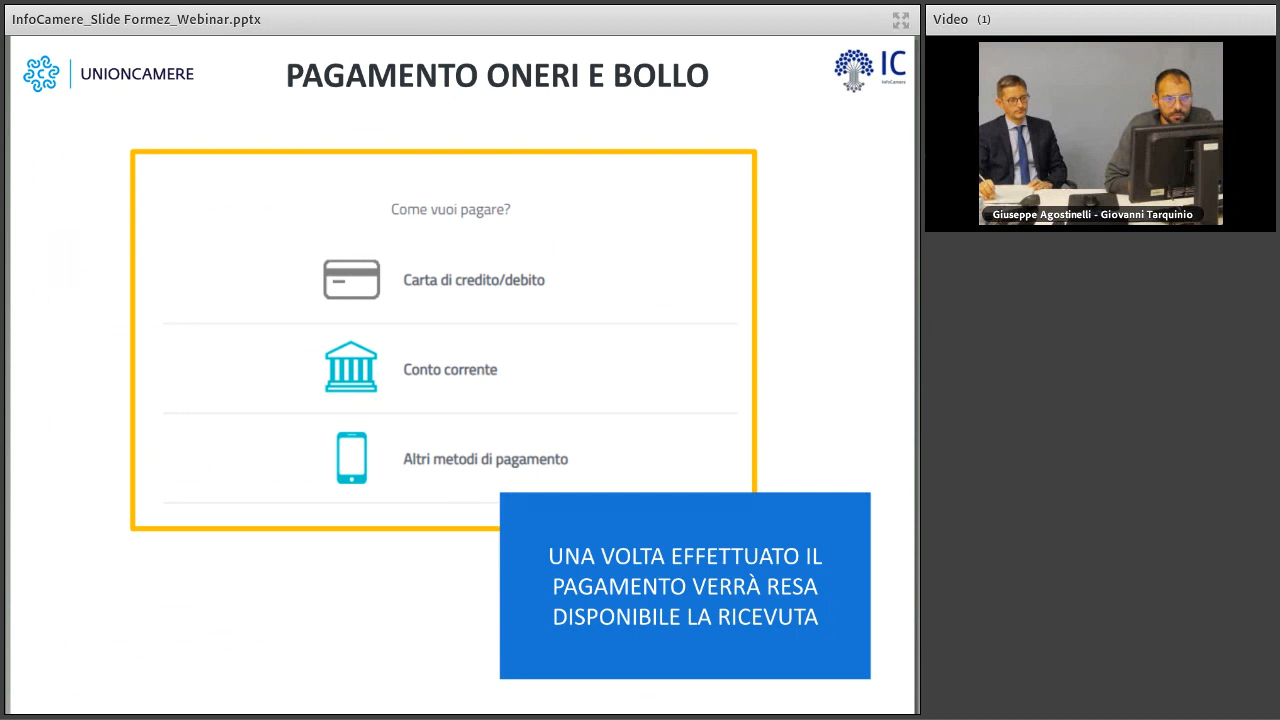 InfoCamere_Slide Formez_Webinar.pptx
Video (1)
UNIONCAMERE
PAGAMENTO ONERI E BOLLO
IC
InfoCamere
Come vuoi pagare?
Carta di credito/debito
Conto corrente
Altri metodi di pagamento
UNA VOLTA EFFETTUATO IL
PAGAMENTO VERRÀ RESA
DISPONIBILE LA RICEVUTA
Giuseppe Agostinelli - Giovanni Tarquinio